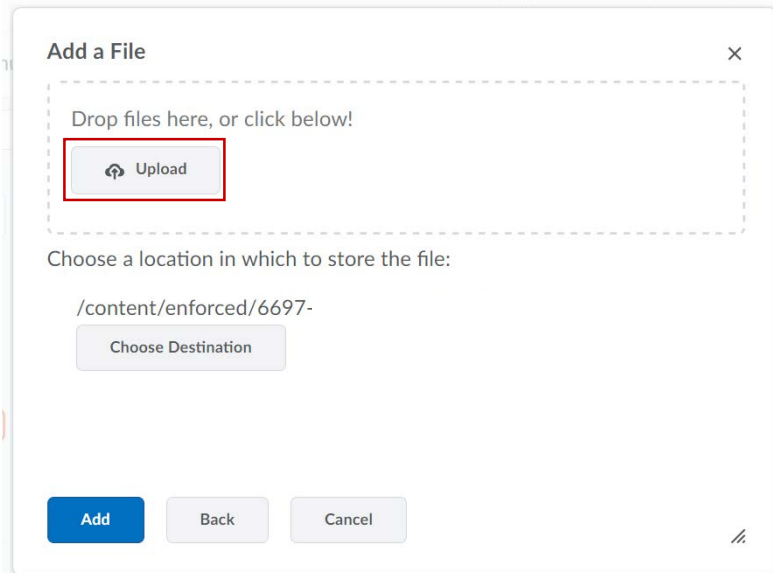 Add a File
Drop files here, or click below!
Upload
Choose a location in which to store the file:
/content/enforced/6697-
Choose Destination
Add Back Cancel